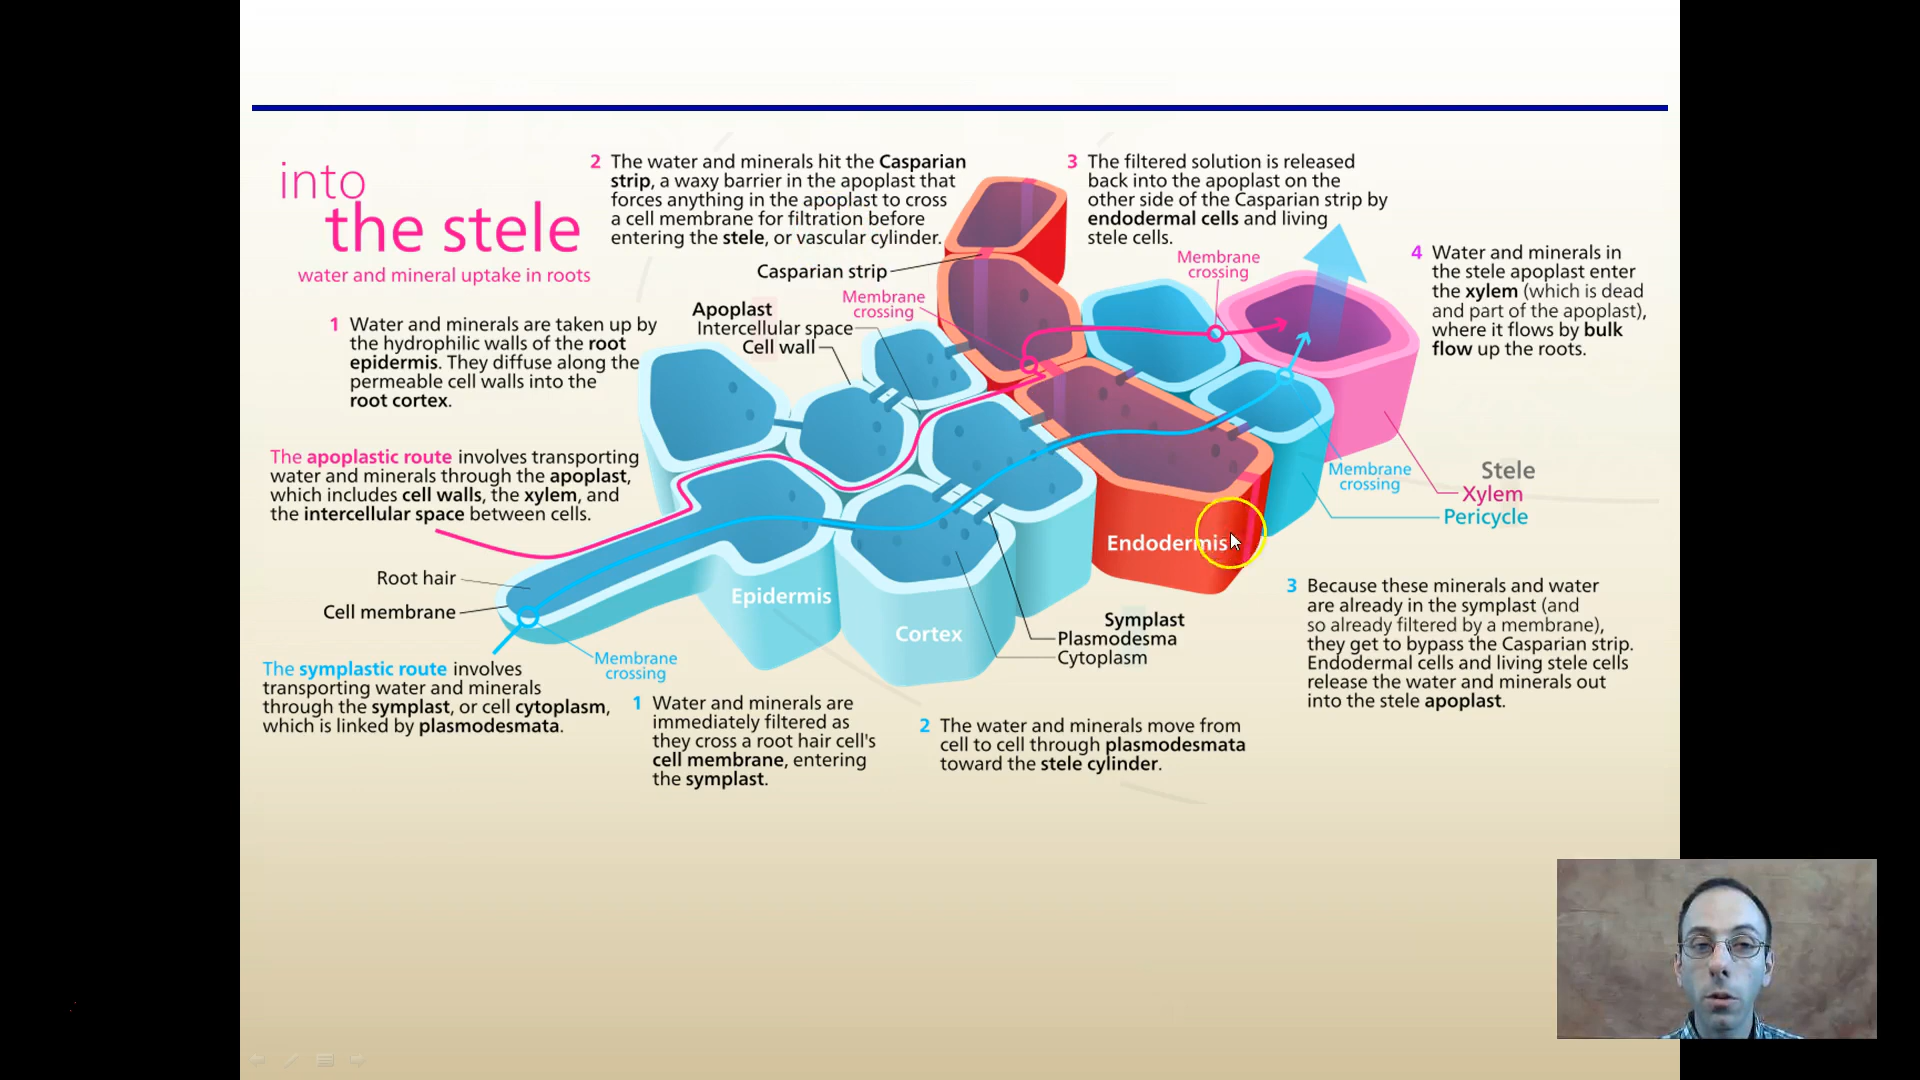 into
the stele
water and mineral uptake in roots
1 Water and minerals are taken up by
the hydrophilic walls of the root
epidermis. They diffuse along the
permeable cell walls into the
root cortex.
The apoplastic route involves transporting
water and minerals through the apoplast,
which includes cell walls, the xylem, and
the intercellular space between cells.
2 The water and minerals hit the Casparian
strip, a waxy barrier in the apoplast that
forces anything in the apoplast to cross
a cell membrane for filtration before
entering the stele, or vascular cylinder.
3 The filtered solution is released
back into the apoplast on the
other side of the Casparian strip by
endodermal cells and living
stele cells.
4 Water and minerals in
the stele apoplast enter
the xylem (which is dead
and part of the apoplast),
where it flows by bulk
flow up the roots.
Casparian strip
Membrane
crossing
Apoplast
Intercellular space
Cell wall
Membrane
crossing
Membrane
crossing
Stele
Xylem
Pericycle
Endodermis
Root hair
Cell membrane
Epidermis
Cortex
Symplast
Plasmodesma
Cytoplasm
Membrane
crossing
The symplastic route involves
transporting water and minerals
through the symplast, or cell cytoplasm,
which is linked by plasmodesmata.
1 Water and minerals are
immediately filtered as
they cross a root hair cell's
cell membrane, entering
the symplast.
2 The water and minerals move from
cell to cell through plasmodesmata
toward the stele cylinder.
3 Because these minerals and water
are already in the symplast (and
so already filtered by a membrane),
they get to bypass the Casparian strip.
Endodermal cells and living stele cells
release the water and minerals out
into the stele apoplast.